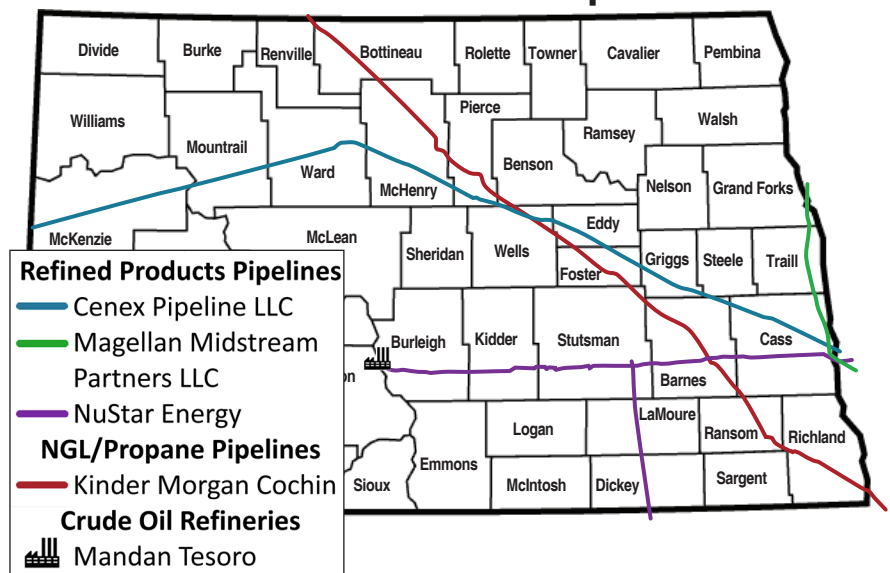 Divide
Burke
Renville
Bottineau
Rolette
Towner
Cavalier
Pembina
Williams
Mountrail
Ward
McHenry
Pierce
Benson
Ramsey
Walsh
Nelson
Grand Forks
McKenzie
McLean
Sheridan
Wells
Eddy
Foster
Griggs
Steele
Traill
Burleigh
Kidder
Stutsman
Barnes
Cass
on
Emmons
Logan
LaMoure
Ransom
Richland
Sioux
McIntosh
Dickey
Sargent
Refined Products Pipelines
Cenex Pipeline LLC
Magellan Midstream
Partners LLC
NuStar Energy
NGL/Propane Pipelines
Kinder Morgan Cochin
Crude Oil Refineries
Mandan Tesoro